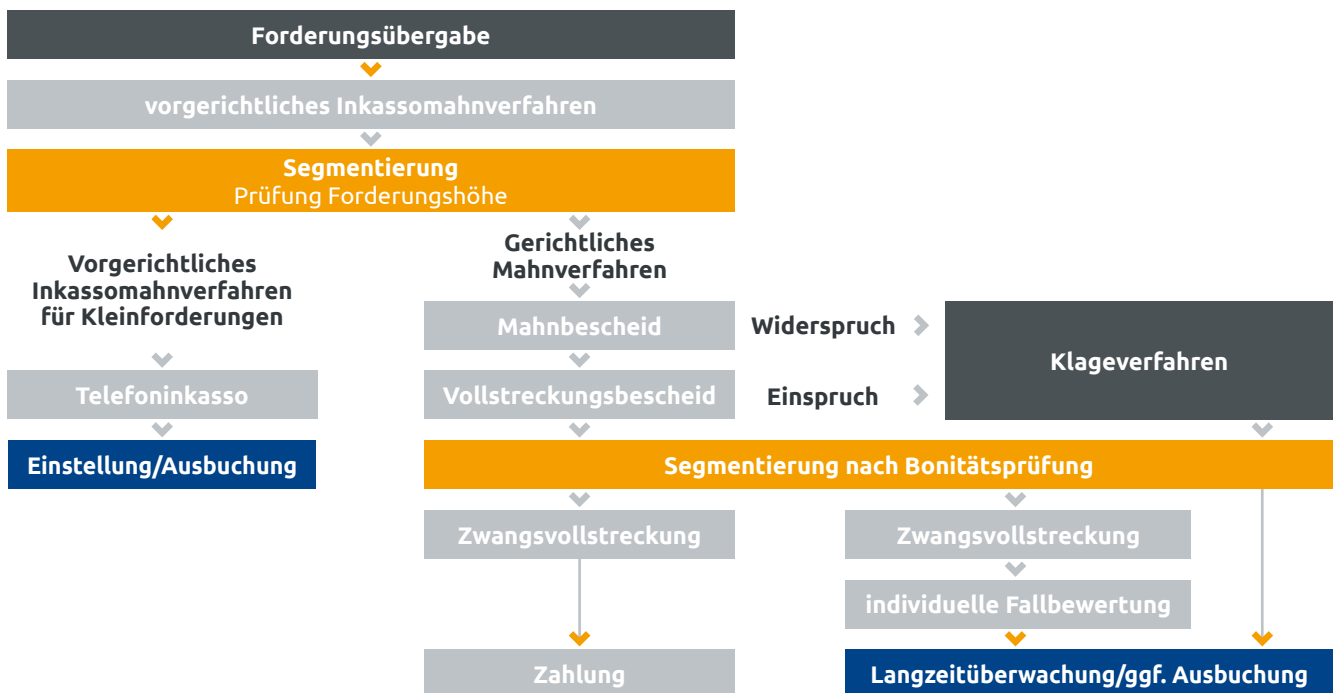 Forderungsübergabe
vorgerichtliches Inkassomahnverfahren
Segmentierung
Prüfung Forderungshöhe
Vorgerichtliches
Inkassomahnverfahren
für Kleinforderungen
Gerichtliches
Mahnverfahren
Mahnbescheid
Widerspruch
Klageverfahren
Telefoninkasso
Vollstreckungsbescheid
Einspruch
Einstellung/Ausbuchung
Segmentierung nach Bonitätsprüfung
Zwangsvollstreckung
Zwangsvollstreckung
individuelle Fallbewertung
Zahlung
Langzeitüberwachung/ggf. Ausbuchung